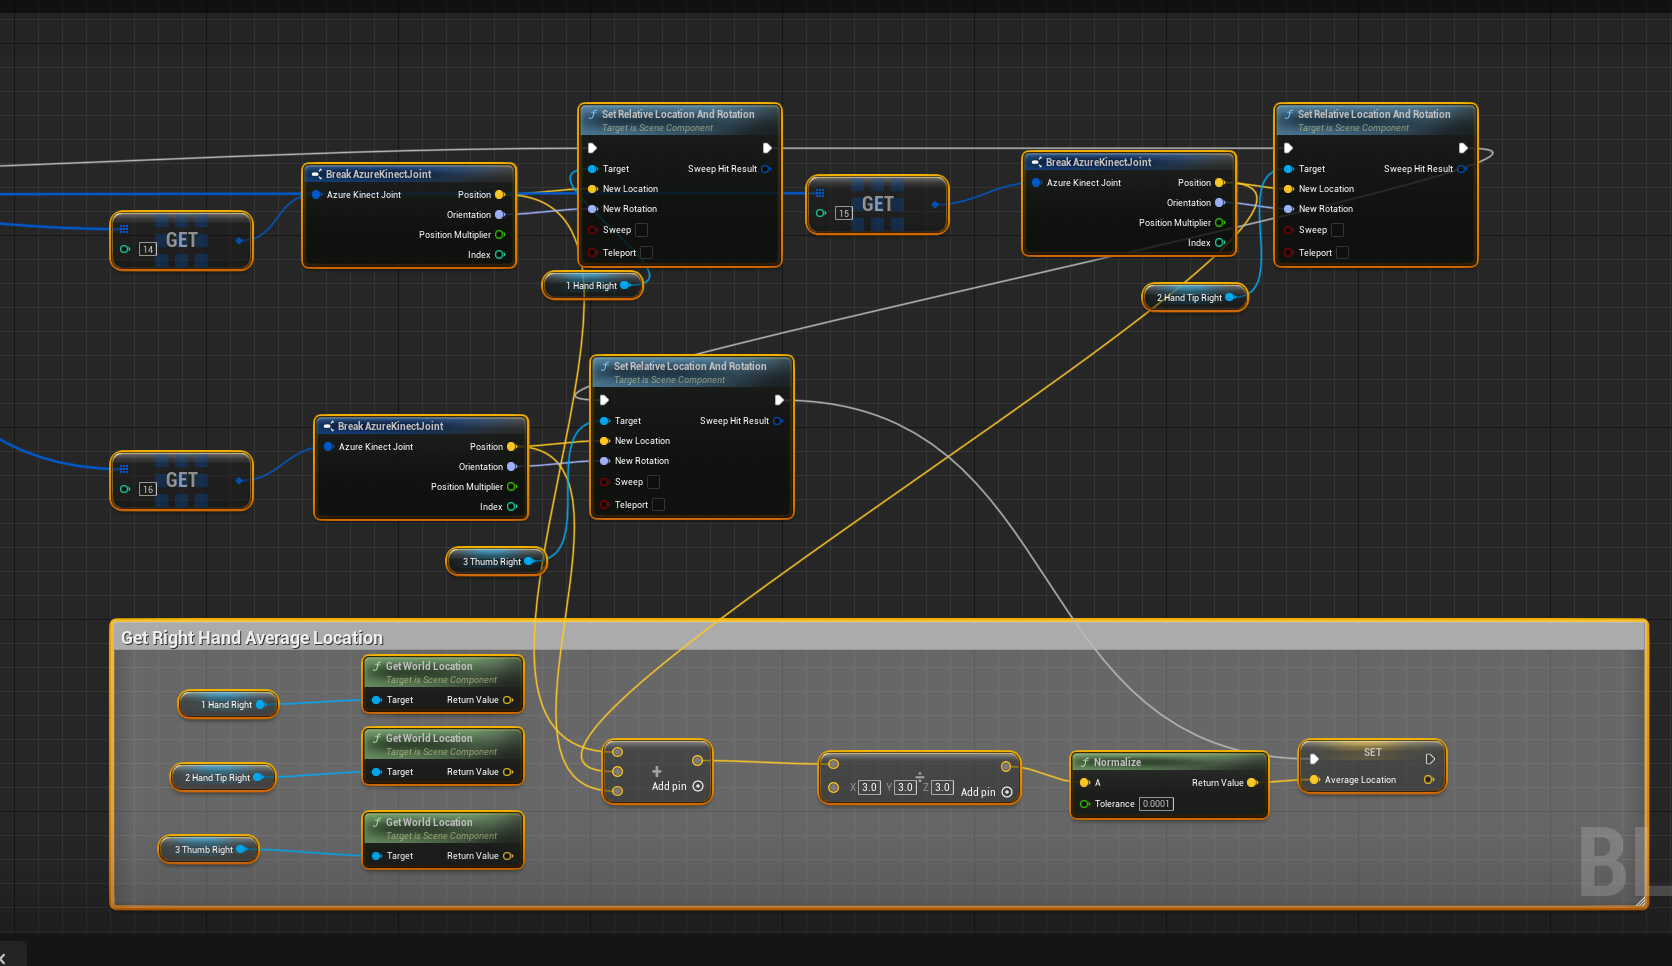 Set Relative Location And Rotation
Target is Scene Component
Target
Sweep Hit Result
New Location
New Rotation
Sweep
Teleport
Set Relative Location And Rotation
Target is Scene Component
Target
Sweep Hit Result
New Location
New Rotation
Sweep
Teleport
Break AzureKinectJoint
Azure Kinect Joint
Position
Orientation
Position Multiplier
Index
Break AzureKinectJoint
Azure Kinect Joint
Position
Orientation
Position Multiplier
Index
14
GET
15
GET
1 Hand Right
2 Hand Tip Right
Set Relative Location And Rotation
Target is Scene Component
Target
Sweep Hit Result
New Location
New Rotation
Sweep
Teleport
Break AzureKinectJoint
Azure Kinect Joint
Position
Orientation
Position Multiplier
Index
16
GET
3 Thumb Right
Get Right Hand Average Location
1 Hand Right
GetWorld Location
Target is Scene Component
Target
Return Value
2 Hand Tip Right
GetWorld Location
Target is Scene Component
Target
Return Value
3 Thumb Right
GetWorld Location
Target is Scene Component
Target
Return Value
+
Add pin
÷
X 3.0 Y 3.0 Z 3.0
Add pin
Normalize
A
Return Value
Tolerance 0.0001
SET
Average Location
BL